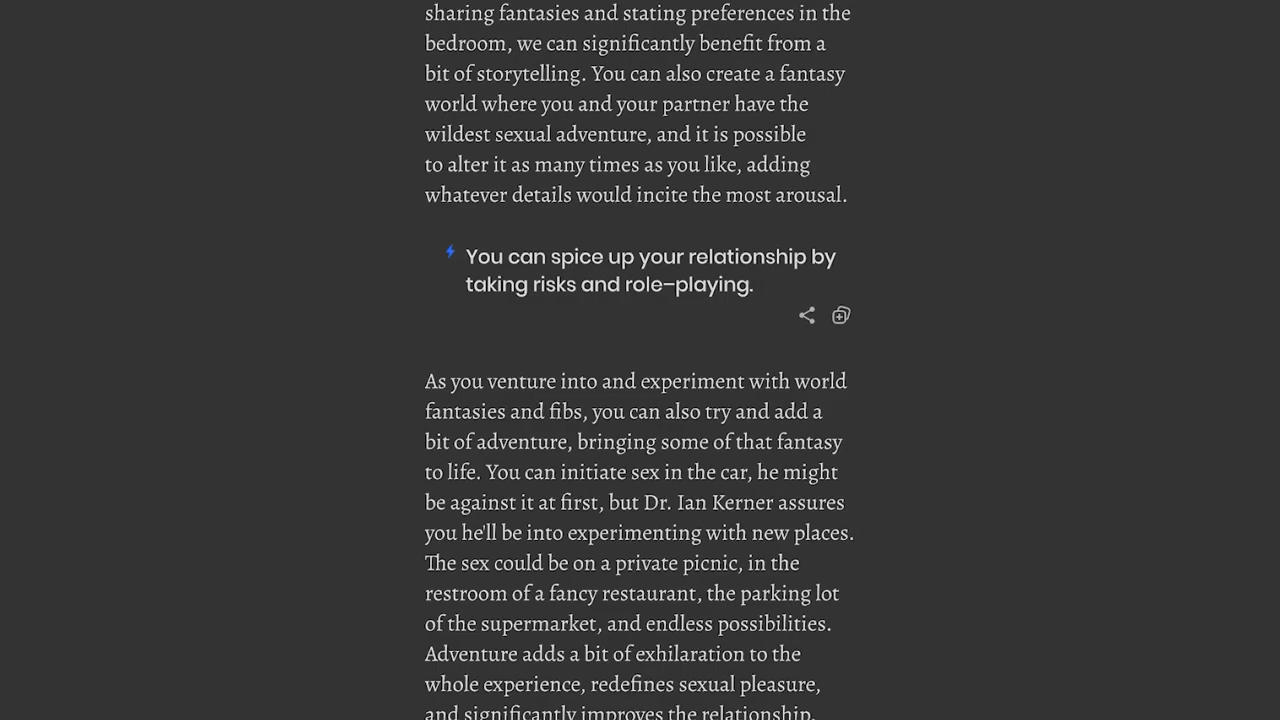 sharing fantasies and stating preferences in the
bedroom, we can significantly benefit from a
bit of storytelling. You can also create a fantasy
world where you and your partner have the
wildest sexual adventure, and it is possible
to alter it as many times as you like, adding
whatever details would incite the most arousal.
You can spice up your relationship by
taking risks and role–playing.
As you venture into and experiment with world
fantasies and fibs, you can also try and add a
bit of adventure, bringing some of that fantasy
to life. You can initiate sex in the car, he might
be against it at first, but Dr. Ian Kerner assures
you he'll be into experimenting with new places.
The sex could be on a private picnic, in the
restroom of a fancy restaurant, the parking lot
of the supermarket, and endless possibilities.
Adventure adds a bit of exhilaration to the
whole experience, redefines sexual pleasure,
and significantly improves the relationship.